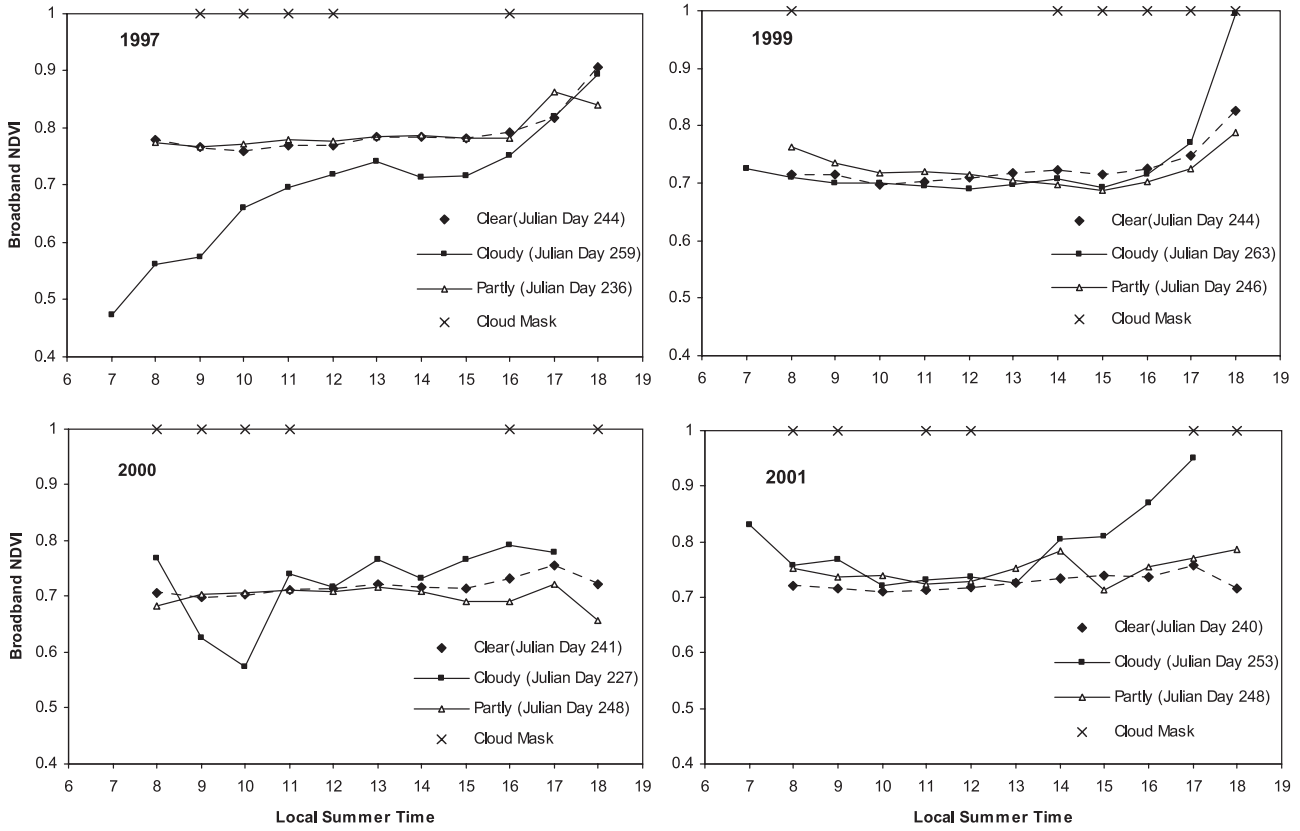 1997
Broadband NDVI
1
0.9
0.8
0.7
0.6
0.5
0.4
6 7 8 9 10 11 12 13 14 15 16 17 18 19
Clear(Julian Day 244)
Cloudy (Julian Day 259)
Partly (Julian Day 236)
Cloud Mask
1999
1
0.9
0.8
0.7
0.6
0.5
0.4
6 7 8 9 10 11 12 13 14 15 16 17 18 19
Clear(Julian Day 244)
Cloudy (Julian Day 263)
Partly (Julian Day 246)
Cloud Mask
2000
Broadband NDVI
1
0.9
0.8
0.7
0.6
0.5
0.4
6 7 8 9 10 11 12 13 14 15 16 17 18 19
Clear(Julian Day 241)
Cloudy (Julian Day 227)
Partly (Julian Day 248)
Cloud Mask
Local Summer Time
2001
1
0.9
0.8
0.7
0.6
0.5
0.4
6 7 8 9 10 11 12 13 14 15 16 17 18 19
Clear(Julian Day 240)
Cloudy (Julian Day 253)
Partly (Julian Day 248)
Cloud Mask
Local Summer Time